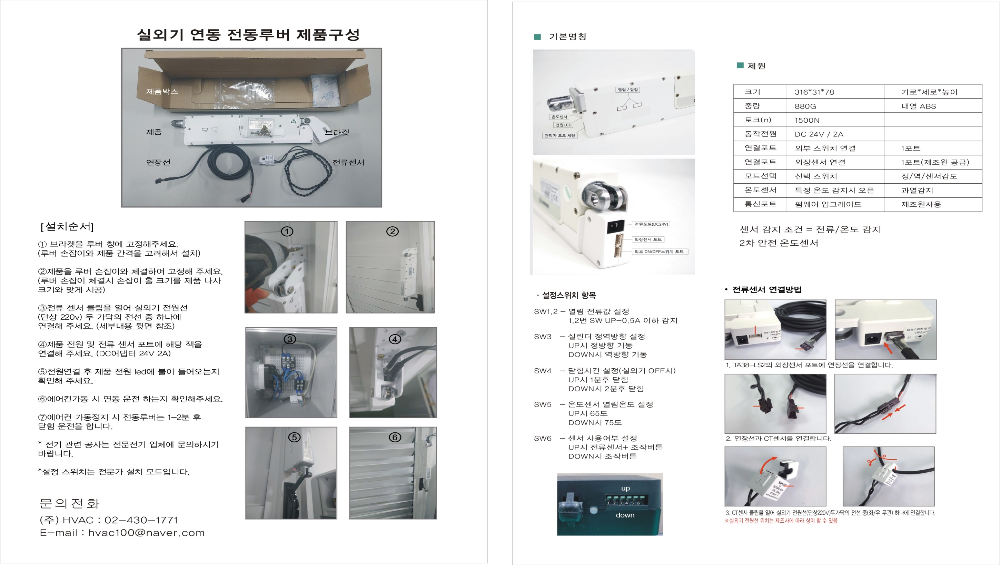 실외기 연동 전동루버 제품구성
제품박스
제품
브라켓
연장선
전류센서
[설치순서]
① 브라켓을 루버 창에 고정해주세요.
(루버 손잡이와 제품 간격을 고려해서 설치)
②제품을 루버 손잡이와 체결하여 고정해 주세요.
(루버 손잡이 체결시 손잡이 홀 크기를 제품 나사
크기와 맞게 시공)
③전류 센서 클립을 열어 실외기 전원선
(단상 220v) 두 가닥의 전선 중 하나에
연결해 주세요. (세부내용 뒷면 참조)
④제품 전원 및 전류 센서 포트에 해당 잭을
연결해 주세요. (DC어댑터 24V 2A)
⑤전원연결 후 제품 전원 led에 불이 들어오는지
확인해 주세요.
⑥에어컨가동 시 연동 운전 하는지 확인해주세요.
⑦에어컨 가동정지 시 전동루버는 1-2분 후
닫힘 운전을 합니다.
* 전기 관련 공사는 전문전기 업체에 문의하시기
바랍니다.
*설정 스위치는 전문가 설치 모드입니다.
① ②
③ ④
⑤ ⑥
문의전화
(주) HVAC : 02-430-1771
E-mail : hvac100@naver.com
■ 기본명칭
열림 / 닫힘
온도센서
전원LED
관리자 모드 세팅
전원포트(DC24V)
외장센서 포트
외부 ON/OFF스위치 포트
■ 제원
크기 316*31*78 가로*세로*높이
중량 880G 내열 ABS
토크(n) 1500N
동작전원 DC 24V / 2A
연결포트 외부 스위치 연결 1포트
연결포트 외장센서 연결 1포트(제조원 공급)
모드선택 선택 스위치 정/역/센서감도
온도센서 특정 온도 감지시 오픈 과열감지
통신포트 펌웨어 업그레이드 제조원사용
센서 감지 조건 = 전류/온도 감지
2차 안전 온도센서
· 설정스위치 항목
SW1,2 - 열림 전류값 설정
1,2번 SW UP-0.5A 이하 감지
SW3 - 실린더 정역방향 설정
UP시 정방향 기동
DOWN시 역방향 기동
SW4 - 닫힘시간 설정(실외기 OFF시)
UP시 1분후 닫힘
DOWN시 2분후 닫힘
SW5 - 온도센서 열림온도 설정
UP시 65도
DOWN시 75도
SW6 - 센서 사용여부 설정
UP시 전류센서+ 조작버튼
DOWN시 조작버튼
up
1 2 3 4 5 6
down
• 전류센서 연결방법
1. TA38-LS2의 외장센서 포트에 연장선을 연결합니다.
2. 연장선과 CT센서를 연결합니다.
3. CT센서 클립을 열어 실외기 전원선(단상220V)두가닥의 전선 중(좌/우 무관) 하나에 연결합니다.
※실외기 전원선 위치는 제조사에 따라 상이 할 수 있음